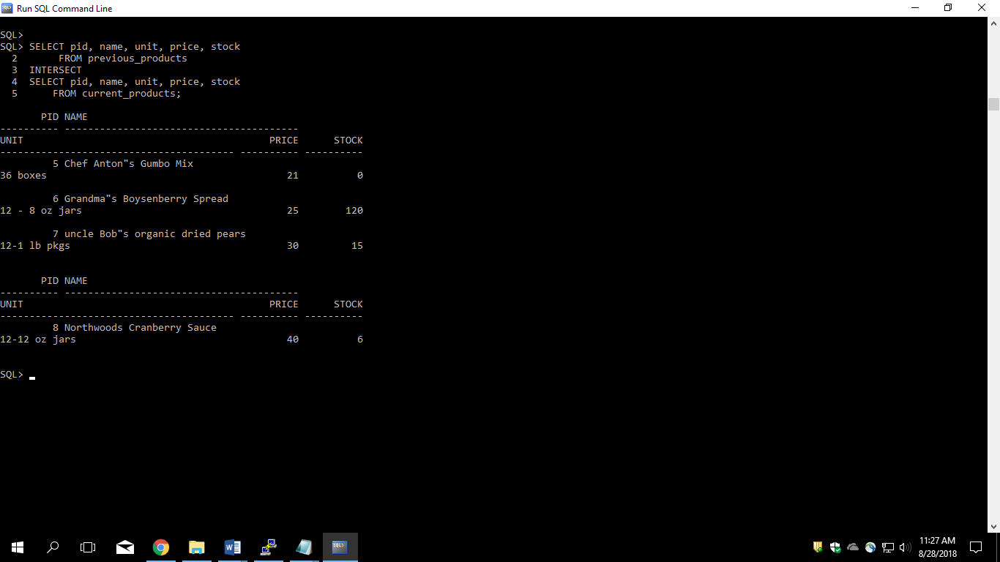 Run SQL Command Line
SQL>
SQL> SELECT pid, name, unit, price, stock
  2       FROM previous_products
  3  INTERSECT
  4  SELECT pid, name, unit, price, stock
  5      FROM current_products;
       PID NAME
---------- ----------------------------------------
UNIT                                          PRICE      STOCK
---------------------------------------- ---------- ----------
         5 Chef Anton"s Gumbo Mix
36 boxes                                         21          0
         6 Grandma"s Boysenberry Spread
12 - 8 oz jars                                   25        120
         7 uncle Bob"s organic dried pears
12-1 lb pkgs                                     30         15
       PID NAME
---------- ----------------------------------------
UNIT                                          PRICE      STOCK
---------------------------------------- ---------- ----------
         8 Northwoods Cranberry Sauce
12-12 oz jars                                    40          6
SQL>
11:27 AM
8/28/2018